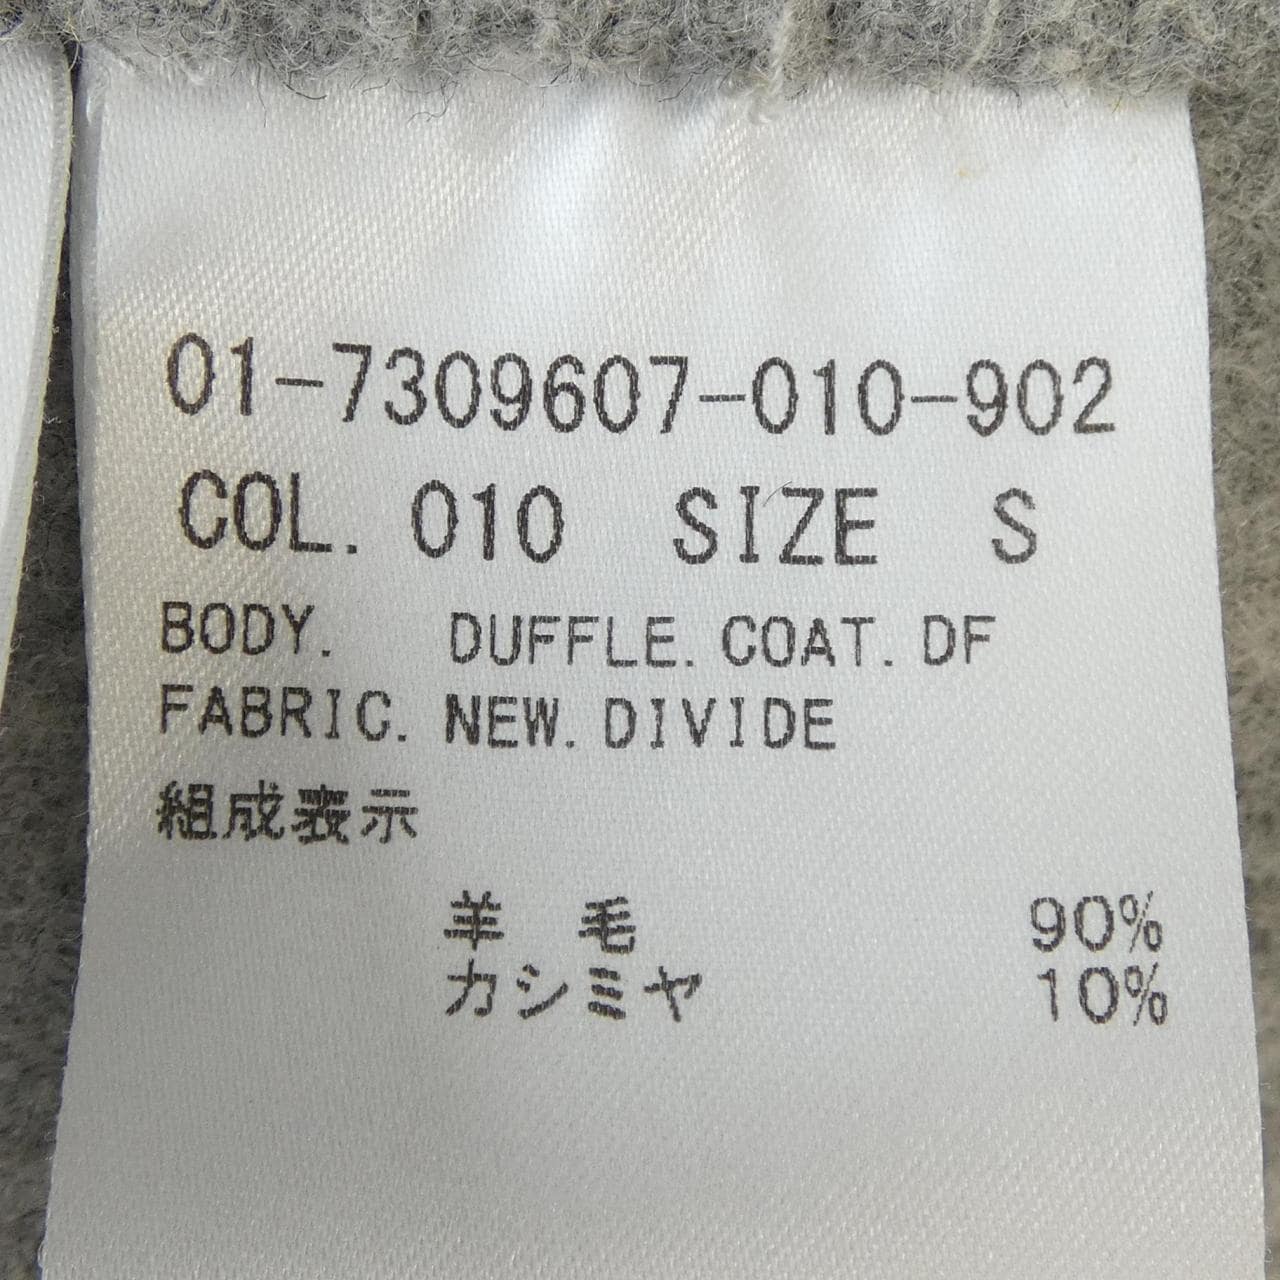 01-7309607-010-902
COL. 010 SIZE S
BODY. DUFFLE. COAT. DF
FABRIC. NEW. DIVIDE
組成表示
羊 毛 90%
カシミヤ 10%